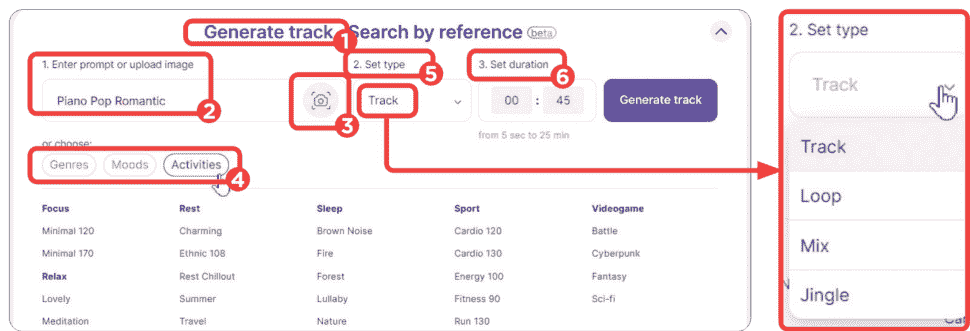 Generate track Search by reference beta
1
1. Enter prompt or upload image
2. Set type
5
3. Set duration
6
Piano Pop Romantic
2
3
Track
00 : 45
Generate track
from 5 sec to 25 min
or choose:
Genres Moods Activities
4
Focus Rest Sleep Sport Videogame
Minimal 120 Charming Brown Noise Cardio 120 Battle
Minimal 170 Ethnic 108 Fire Cardio 130 Cyberpunk
Relax Rest Chillout Forest Energy 100 Fantasy
Lovely Summer Lullaby Fitness 90 Sci-fi
Meditation Travel Nature Run 130
2. Set type
Track
Track
Loop
Mix
Jingle